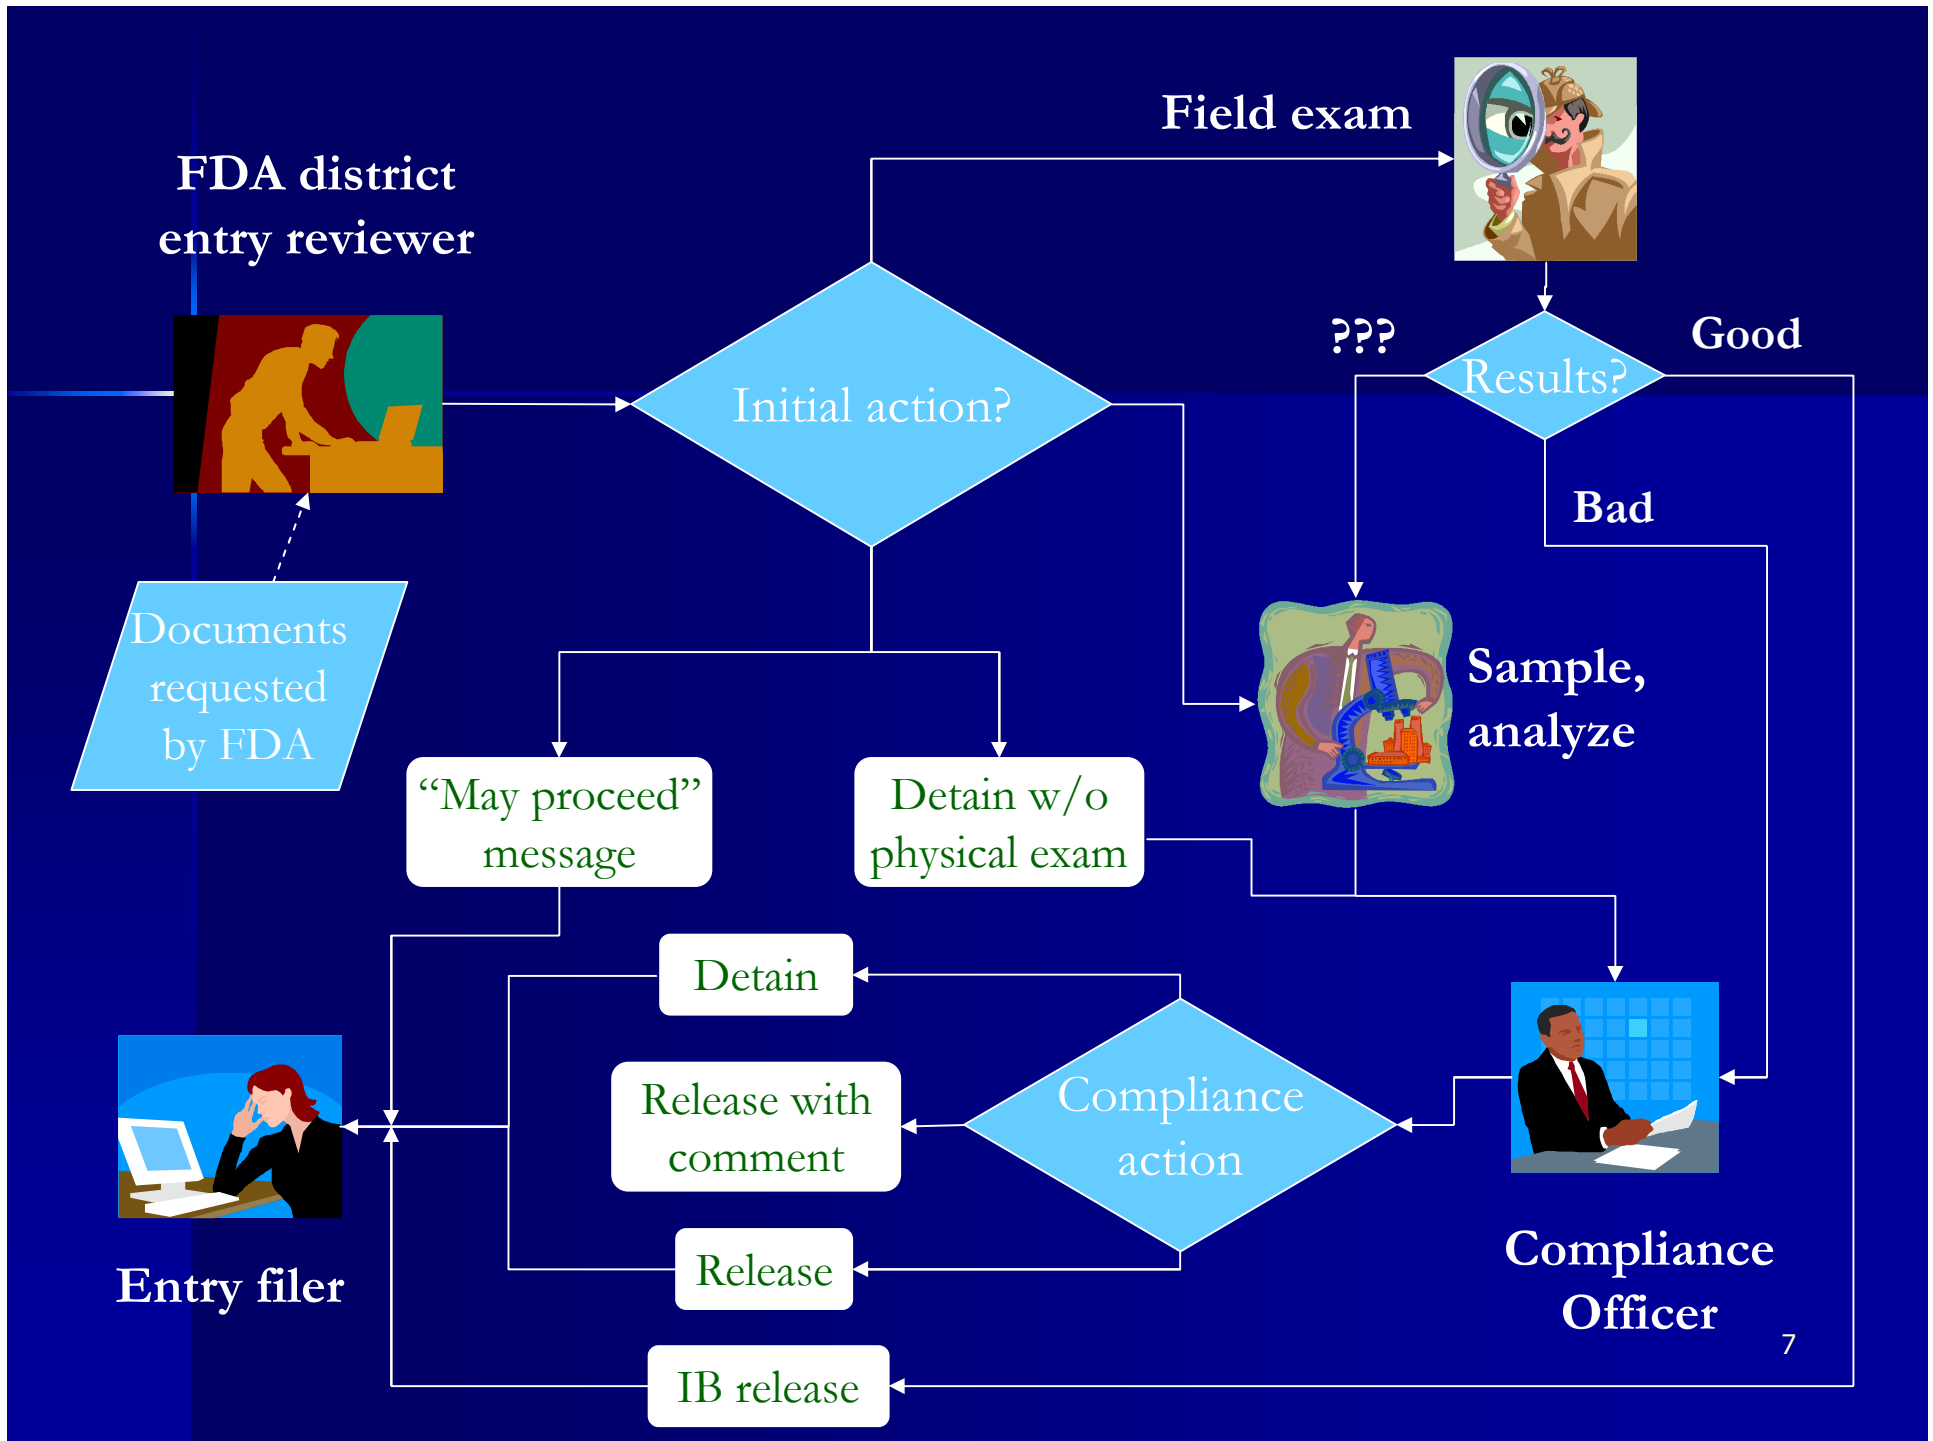 Field exam
FDA district
entry reviewer
???
Good
Results?
Initial action?
Bad
Documents
requested
by FDA
Sample,
analyze
“May proceed”
message
Detain w/o
physical exam
Detain
Release with
comment
Compliance
action
Release
Entry filer
Compliance
Officer
7
IB release